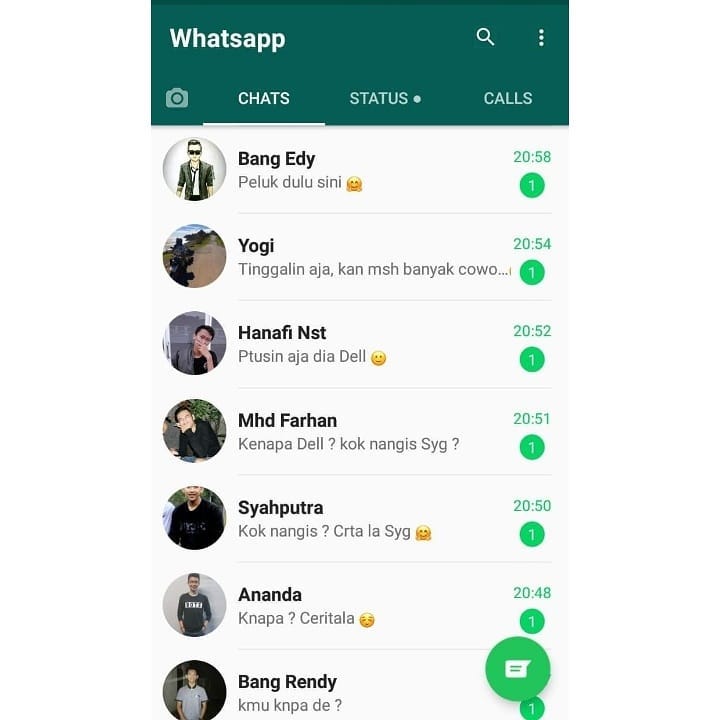 Whatsapp
CHATS
STATUS
CALLS
Bang Edy
20:58
Peluk dulu sini 🤗
1
Yogi
20:54
Tinggalin aja, kan msh banyak cowo...
1
Hanafi Nst
20:52
Ptusin aja dia Dell 🙂
1
Mhd Farhan
20:51
Kenapa Dell ? kok nangis Syg ?
1
Syahputra
20:50
Kok nangis ? Crta la Syg 🤗
1
Ananda
20:48
Knapa ? Ceritala ☺️
1
Bang Rendy
kmu knpa de ?
1